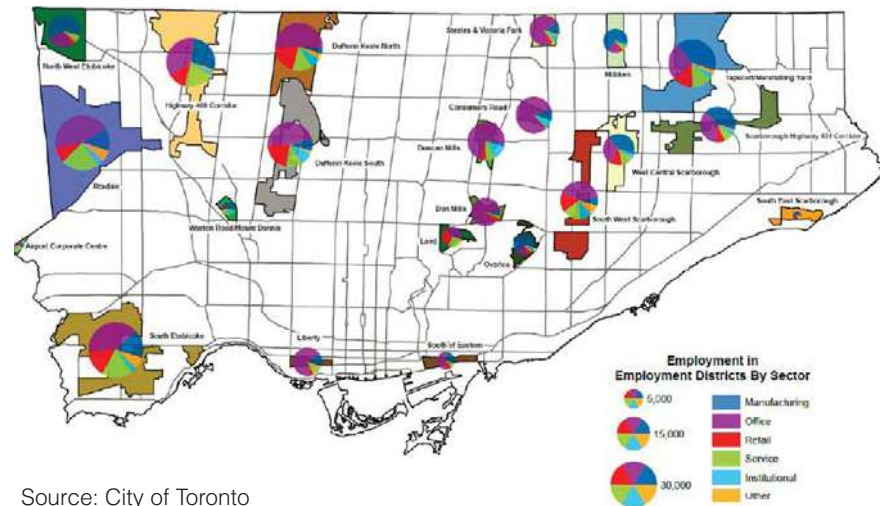 Steeles & Victoria Park
Dufferin Keele North
North West Etobicoke
Milliken
Tapscott/Marshalling Yard
Highway 400 Corridor
Consumers Road
Scarborough Highway 401 Corridor
Duncan Mills
Dufferin Keele South
West Central Scarborough
Rexdale
South East Scarborough
Don Mills
South West Scarborough
Weston Road/Mount Dennis
Leaside
Airport Corporate Centre
Overlea
South Etobicoke
Liberty
South of Eastern
Employment in
Employment Districts By Sector
5,000
15,000
30,000
Manufacturing
Office
Retail
Service
Institutional
Other
Source: City of Toronto